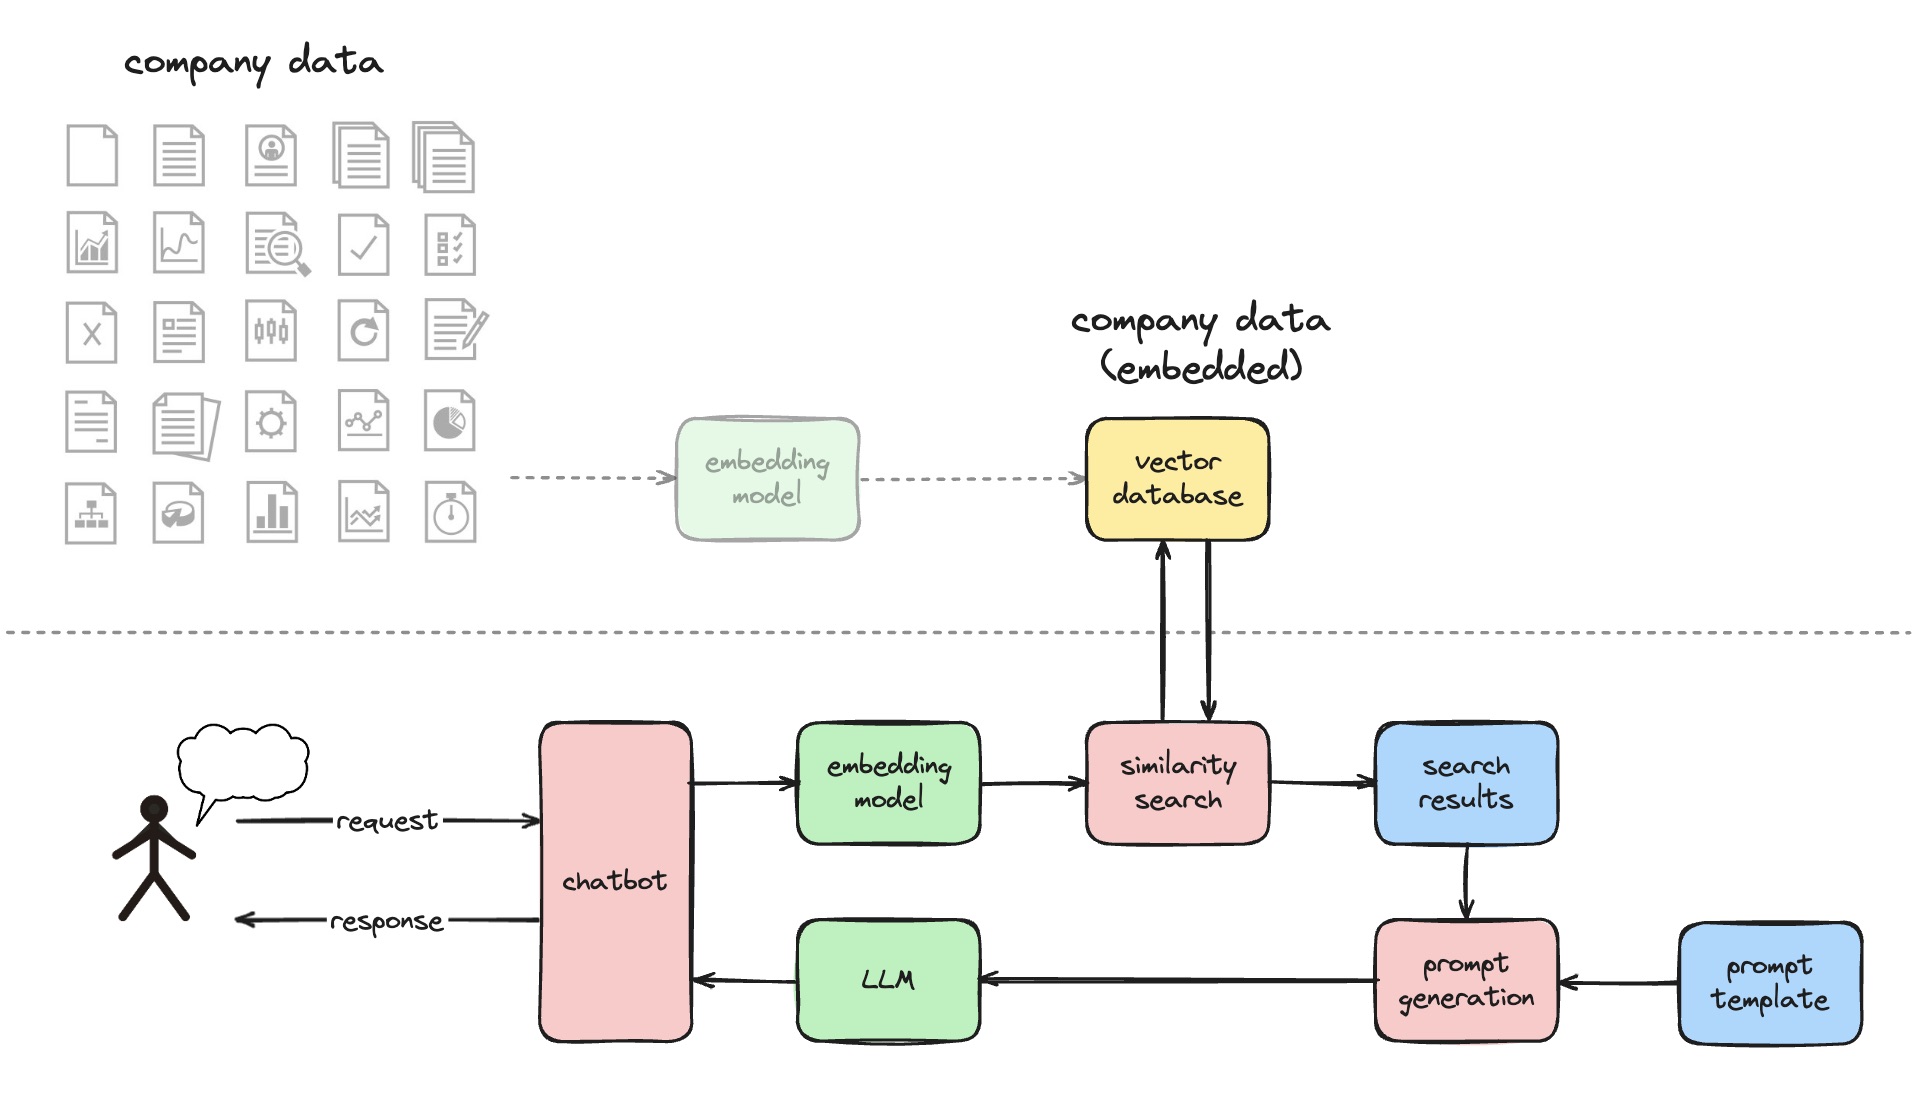 company data
company data
(embedded)
embedding
model
vector
database
request
response
chatbot
embedding
model
similarity
search
search
results
LLM
prompt
generation
prompt
template